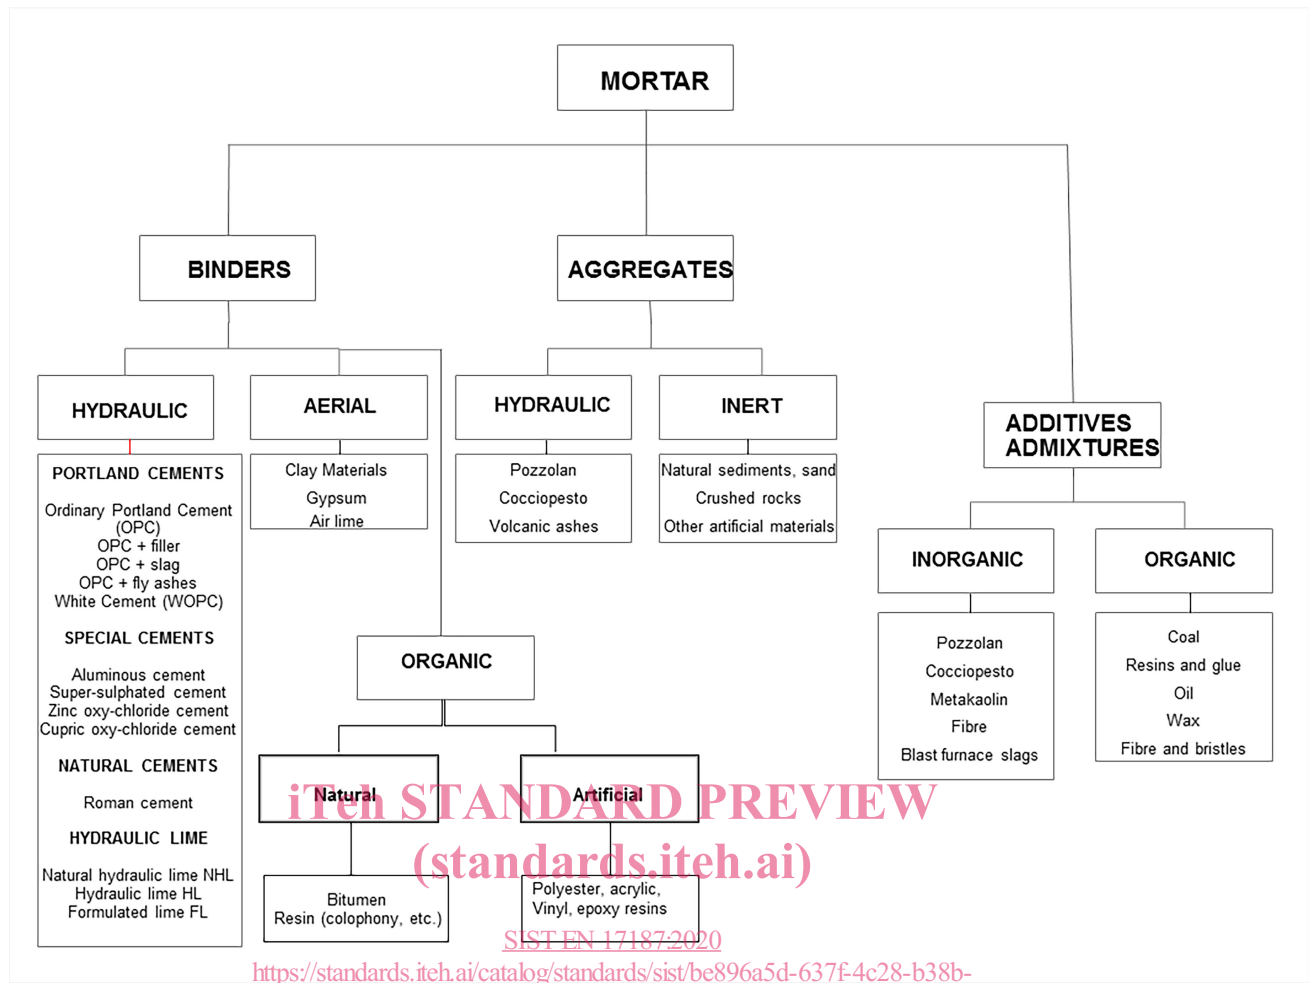 MORTAR
BINDERS
AGGREGATES
HYDRAULIC
AERIAL
HYDRAULIC
INERT
ADDITIVES
ADMIXTURES
PORTLAND CEMENTS
Ordinary Portland Cement
(OPC)
OPC + filler
OPC + slag
OPC + fly ashes
White Cement (WOPC)
SPECIAL CEMENTS
Aluminous cement
Super-sulphated cement
Zinc oxy-chloride cement
Cupric oxy-chloride cement
NATURAL CEMENTS
Roman cement
HYDRAULIC LIME
Natural hydraulic lime NHL
Hydraulic lime HL
Formulated lime FL
Clay Materials
Gypsum
Air lime
Pozzolan
Cocciopesto
Volcanic ashes
Natural sediments, sand
Crushed rocks
Other artificial materials
INORGANIC
ORGANIC
Pozzolan
Cocciopesto
Metakaolin
Fibre
Blast furnace slags
Coal
Resins and glue
Oil
Wax
Fibre and bristles
ORGANIC
Natural
Artificial
Bitumen
Resin (colophony, etc.)
Polyester, acrylic,
Vinyl, epoxy resins
iTeh STANDARD PREVIEW
(standards.iteh.ai)
SIST EN 17187:2020
https://standards.iteh.ai/catalog/standards/sist/be896a5d-637f-4c28-b38b-